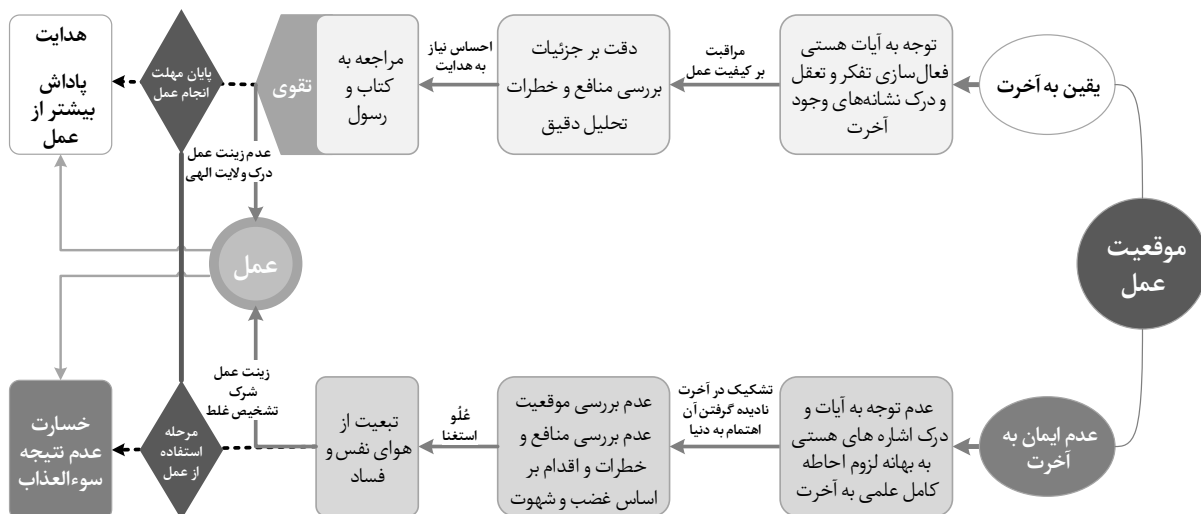 موقعیت
عمل
یقین به آخرت
توجه به آیات هستی
فعال‌سازی تفکر و تعقل
و درک نشانه‌های وجود
آخرت
مراقبت
بر کیفیت عمل
دقت بر جزئیات
بررسی منافع و خطرات
تحلیل دقیق
احساس نیاز
به هدایت
مراجعه به
کتاب و
رسول
تقوی
پایان مهلت
انجام عمل
هدایت
پاداش
بیشتر از
عمل
عدم زینت عمل
درک ولایت الهی
عمل
زینت عمل
شرک
تشخیص غلط
عدم ایمان به
آخرت
عدم توجه به آیات و
درک اشاره های هستی
به بهانه لزوم احاطه
کامل علمی به آخرت
تشکیک در آخرت
نادیده گرفتن آن
اهتمام به دنیا
عدم بررسی موقعیت
عدم بررسی منافع و
خطرات و اقدام بر
اساس غضب و شهوت
عُلُو
استغنا
تبعیت از
هوای نفس و
فساد
مرحله
استفاده
از عمل
خسارت
عدم نتیجه
سوءالعذاب